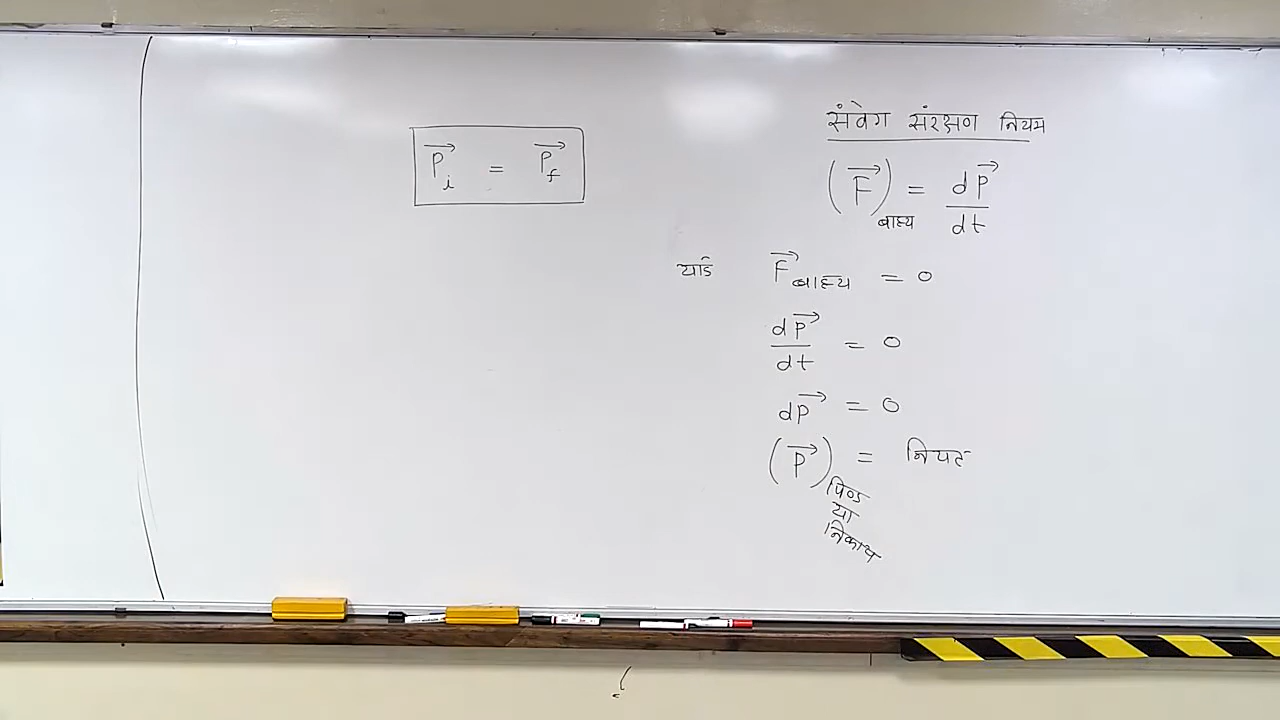 संवेग संरक्षण नियम
(F⃗)बाह्य = dP⃗/dt
यदि F⃗बाह्य = 0
dP⃗/dt = 0
dP⃗ = 0
(P⃗)पिण्ड या निकाय = नियत
P⃗i = P⃗f